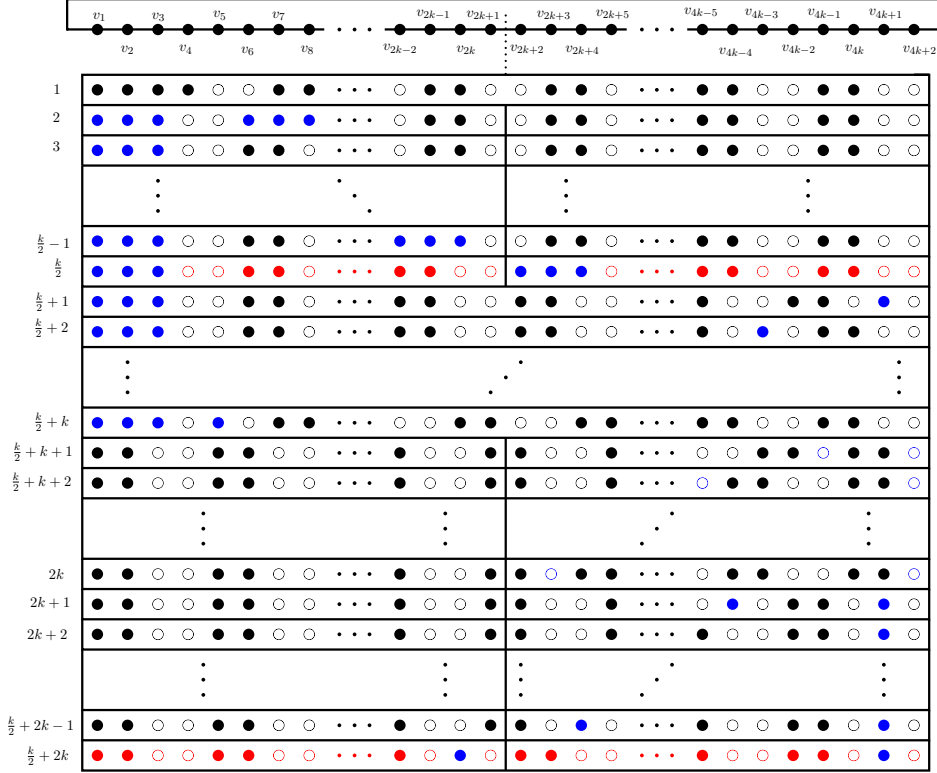 v₁ v₃ v₅ v₇ v₂ₖ₋₁ v₂ₖ₊₁ v₂ₖ₊₃ v₂ₖ₊₅ v₄ₖ₋₅ v₄ₖ₋₃ v₄ₖ₋₁ v₄ₖ₊₁
v₂ v₄ v₆ v₈ v₂ₖ₋₂ v₂ₖ v₂ₖ₊₂ v₂ₖ₊₄ v₄ₖ₋₄ v₄ₖ₋₂ v₄ₖ v₄ₖ₊₂
1
2
3
k/2 − 1
k/2
k/2 + 1
k/2 + 2
k/2 + k
k/2 + k + 1
k/2 + k + 2
2k
2k + 1
2k + 2
k/2 + 2k − 1
k/2 + 2k